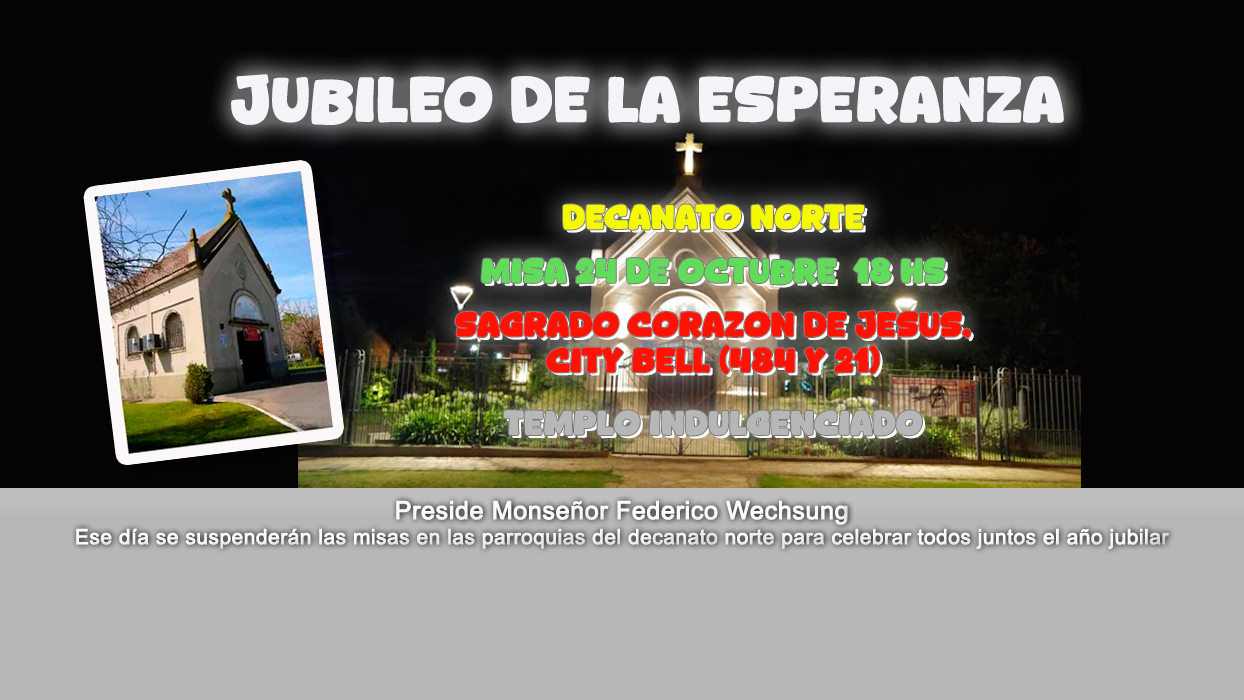 JUBILEO DE LA ESPERANZA
DECANATO NORTE
MISA 24 DE OCTUBRE 18 HS
SAGRADO CORAZON DE JESUS,
CITY BELL (484 Y 21)
TEMPLO INDULGENCIADO
Preside Monseñor Federico Wechsung
Ese día se suspenderán las misas en las parroquias del decanato norte para celebrar todos juntos el año jubilar